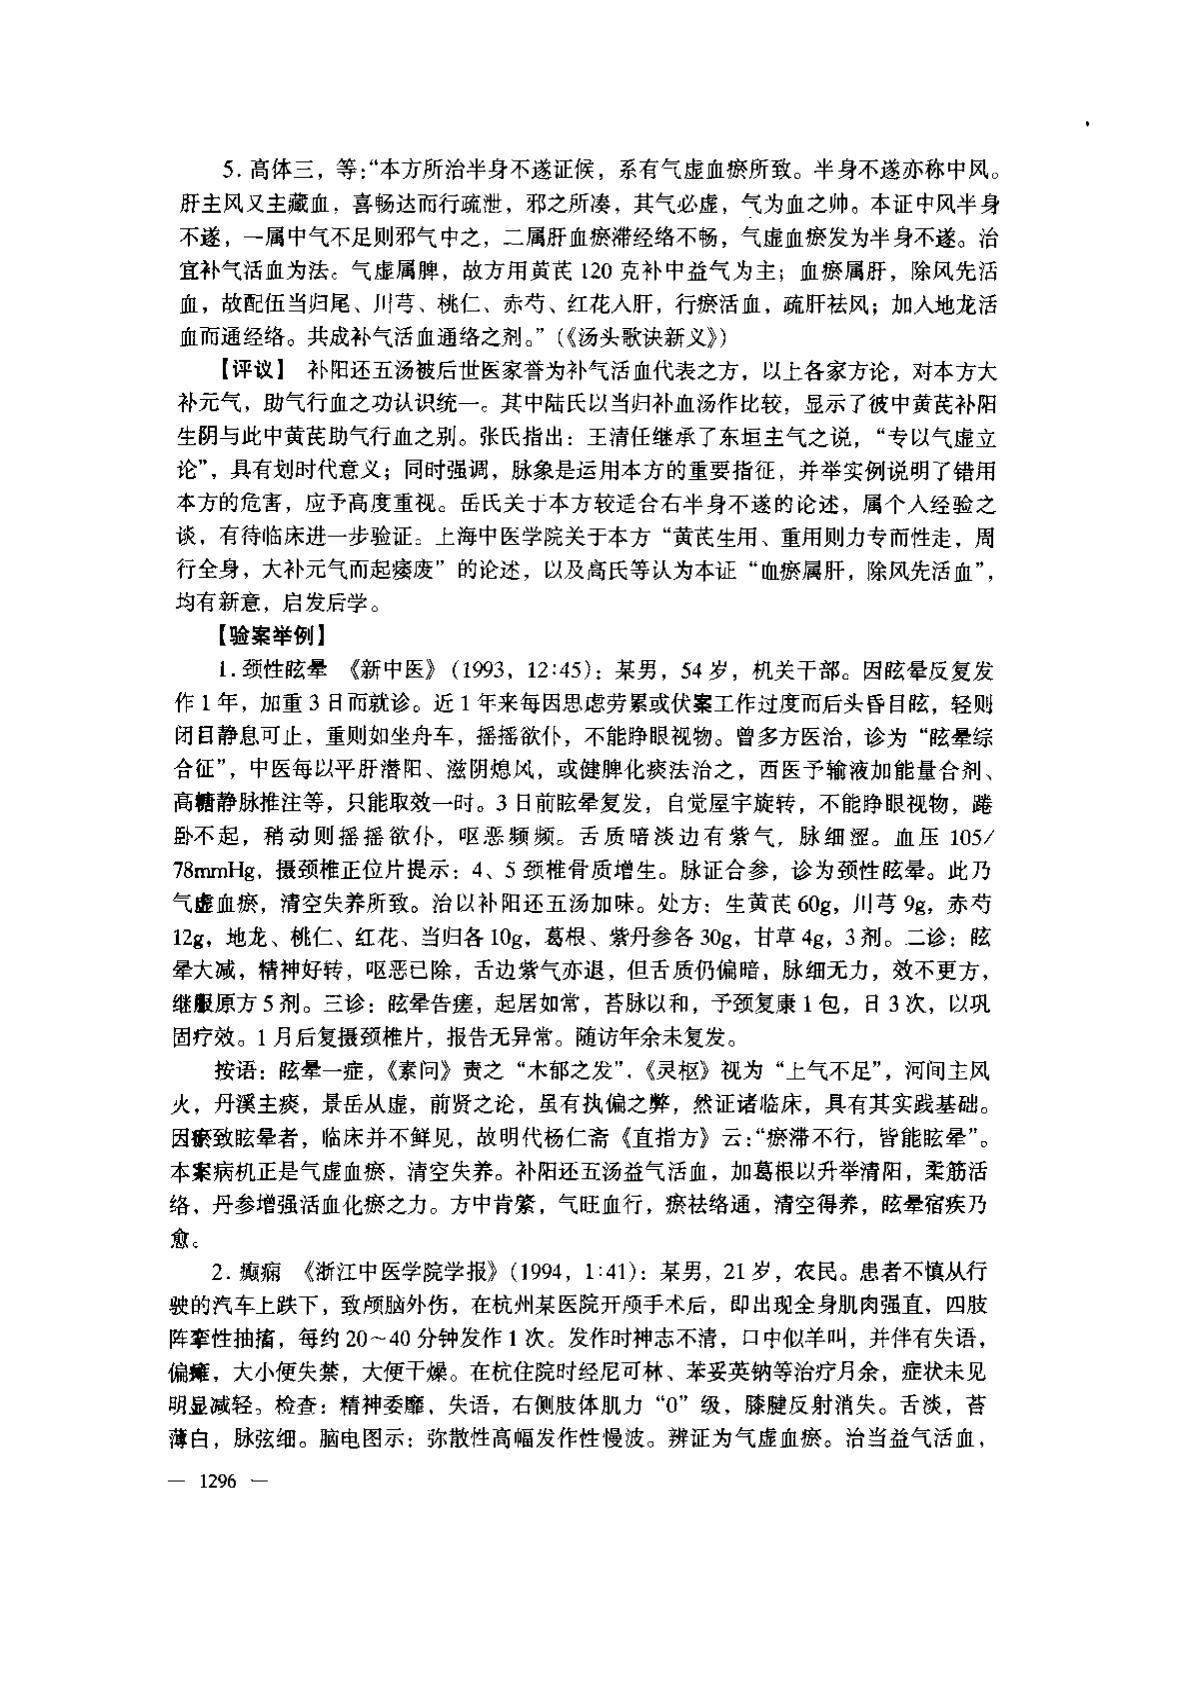 5. 高体三，等：“本方所治半身不遂证候，系有气虚血瘀所致。半身不遂亦称中风。
肝主风又主藏血，喜畅达而行疏泄，邪之所凑，其气必虚，气为血之帅。本证中风半身
不遂，一属中气不足则邪气中之，二属肝血瘀滞经络不畅，气虚血瘀发为半身不遂。治
宜补气活血为法。气虚属脾，故方用黄芪 120 克补中益气为主；血瘀属肝，除风先活
血，故配伍当归尾、川芎、桃仁、赤芍、红花入肝，行瘀活血，疏肝祛风；加入地龙活
血而通经络。共成补气活血通络之剂。”（《汤头歌诀新义》）
【评议】 补阳还五汤被后世医家誉为补气活血代表之方，以上各家方论，对本方大
补元气，助气行血之功认识统一。其中陆氏以当归补血汤作比较，显示了彼中黄芪补阳
生阴与此中黄芪助气行血之别。张氏指出：王清任继承了东垣主气之说，“专以气虚立
论”，具有划时代意义；同时强调，脉象是运用本方的重要指征，并举实例说明了错用
本方的危害，应予高度重视。岳氏关于本方较适合右半身不遂的论述，属个人经验之
谈，有待临床进一步验证。上海中医学院关于本方“黄芪生用、重用则力专而性走，周
行全身，大补元气而起痿废”的论述，以及高氏等认为本证“血瘀属肝，除风先活血”，
均有新意，启发后学。
【验案举例】
1. 颈性眩晕 《新中医》（1993，12:45）：某男，54 岁，机关干部。因眩晕反复发
作 1 年，加重 3 日而就诊。近 1 年来每因思虑劳累或伏案工作过度而后头昏目眩，轻则
闭目静息可止，重则如坐舟车，摇摇欲仆，不能睁眼视物。曾多方医治，诊为“眩晕综
合征”，中医每以平肝潜阳、滋阴熄风，或健脾化痰法治之，西医予输液加能量合剂、
高糖静脉推注等，只能取效一时。3 日前眩晕复发，自觉屋宇旋转，不能睁眼视物，踡
卧不起，稍动则摇摇欲仆，呕恶频频。舌质暗淡边有紫气，脉细涩。血压 105/
78mmHg，摄颈椎正位片提示：4、5 颈椎骨质增生。脉证合参，诊为颈性眩晕。此乃
气虚血瘀，清空失养所致。治以补阳还五汤加味。处方：生黄芪 60g，川芎 9g，赤芍
12g，地龙、桃仁、红花、当归各 10g，葛根、紫丹参各 30g，甘草 4g，3 剂。二诊：眩
晕大减，精神好转，呕恶已除，舌边紫气亦退，但舌质仍偏暗，脉细无力，效不更方，
继服原方 5 剂。三诊：眩晕告瘥，起居如常，苔脉以和，予颈复康 1 包，日 3 次，以巩
固疗效。1 月后复摄颈椎片，报告无异常。随访年余未复发。
按语：眩晕一症，《素问》责之“木郁之发”，《灵枢》视为“上气不足”，河间主风
火，丹溪主痰，景岳从虚，前贤之论，虽有执偏之弊，然证诸临床，具有其实践基础。
因瘀致眩晕者，临床并不鲜见，故明代杨仁斋《直指方》云：“瘀滞不行，皆能眩晕”。
本案病机正是气虚血瘀，清空失养。补阳还五汤益气活血，加葛根以升举清阳，柔筋活
络，丹参增强活血化瘀之力。方中肯綮，气旺血行，瘀祛络通，清空得养，眩晕宿疾乃
愈。
2. 癫痫 《浙江中医学院学报》（1994，1:41）：某男，21 岁，农民。患者不慎从行
驶的汽车上跌下，致颅脑外伤，在杭州某医院开颅手术后，即出现全身肌肉强直，四肢
阵挛性抽搐，每约 20～40 分钟发作 1 次。发作时神志不清，口中似羊叫，并伴有失语，
偏瘫，大小便失禁，大便干燥。在杭住院时经尼可林、苯妥英钠等治疗月余，症状未见
明显减轻。检查：精神委靡，失语，右侧肢体肌力“0”级，膝腱反射消失。舌淡，苔
薄白，脉弦细。脑电图示：弥散性高幅发作性慢波。辨证为气虚血瘀。治当益气活血，
— 1296 —